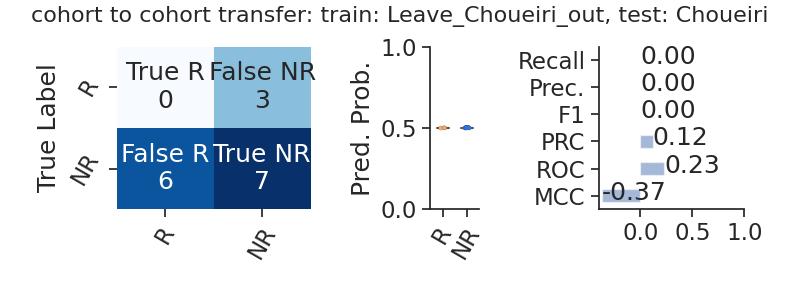 cohort to cohort transfer: train: Leave_Choueiri_out, test: Choueiri
True Label
R
NR
True R
0
False NR
3
False R
6
True NR
7
R
NR
Pred. Prob.
1.0
0.5
0.0
R
NR
Recall
0.00
Prec.
0.00
F1
0.00
PRC
0.12
ROC
0.23
MCC
-0.37
0.0 0.5 1.0